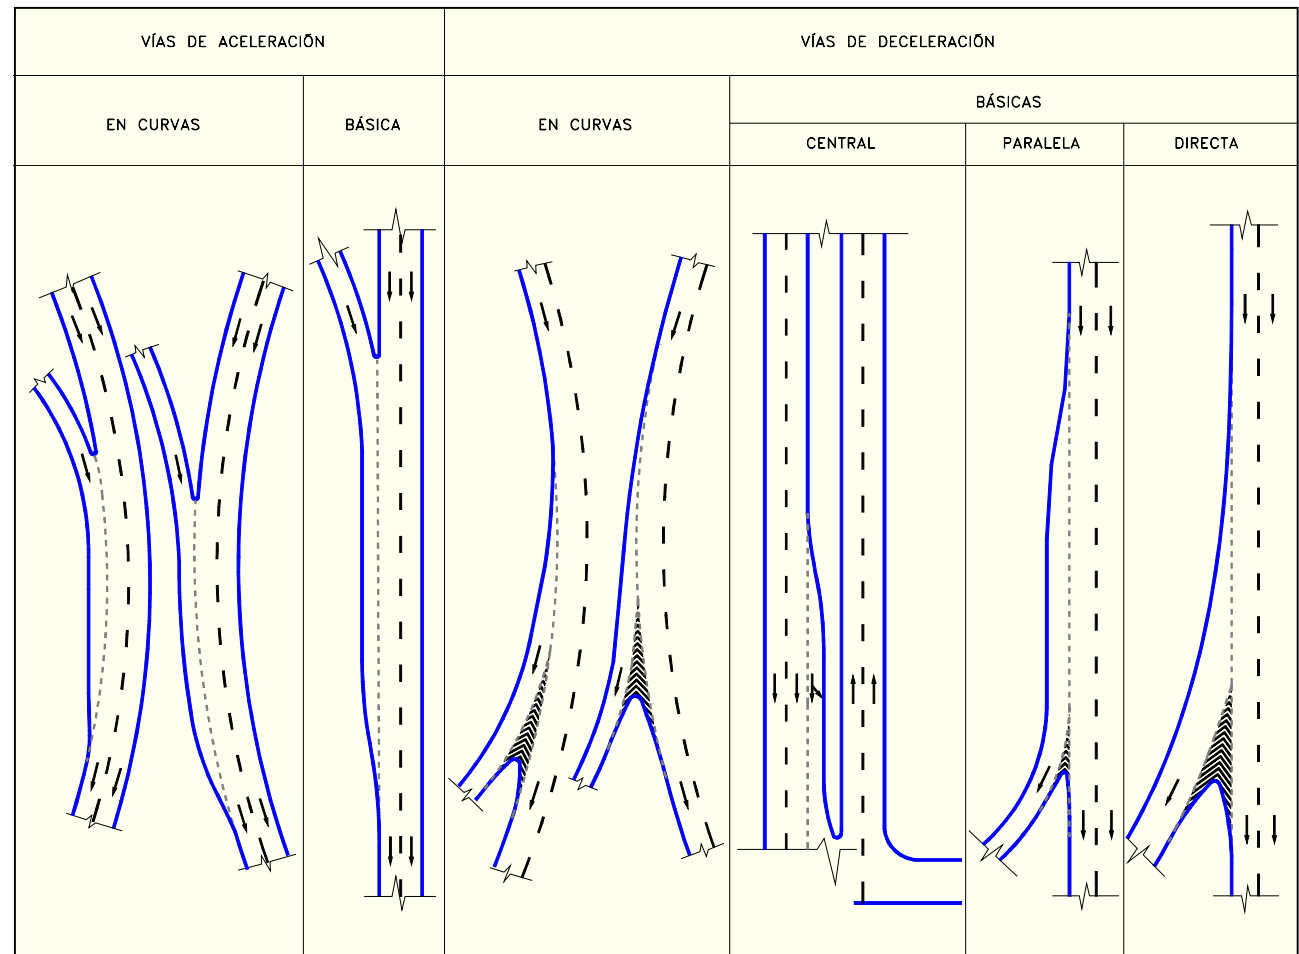 VÍAS DE ACELERACIÓN
VÍAS DE DECELERACIÓN
EN CURVAS
BÁSICA
EN CURVAS
BÁSICAS
CENTRAL
PARALELA
DIRECTA